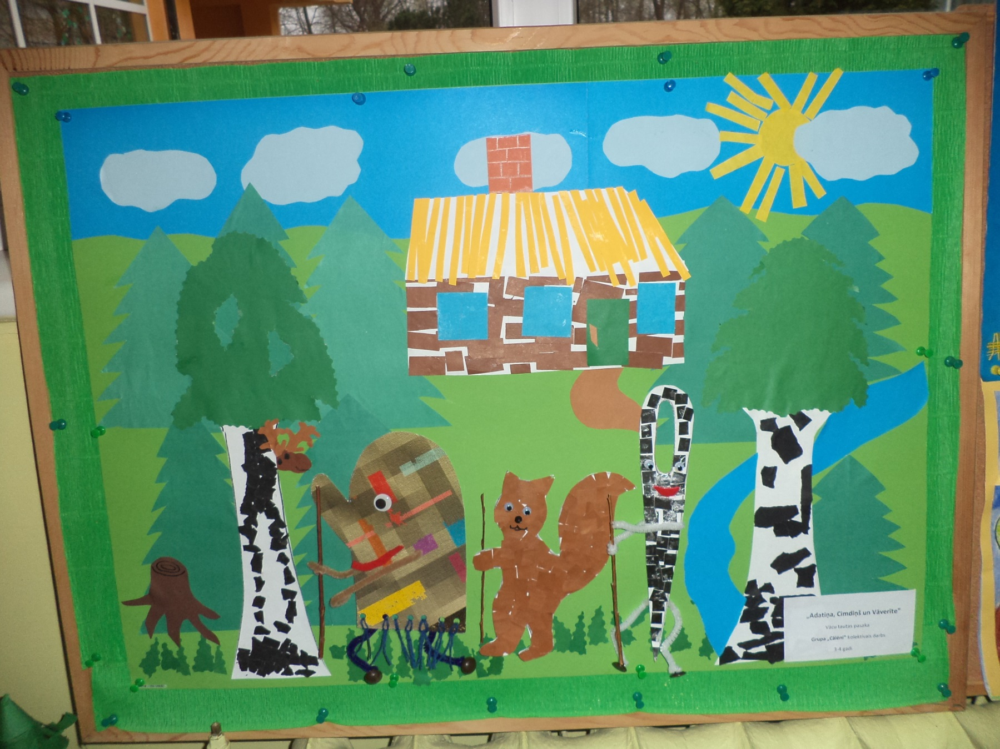 „Adatiņa, Cimdiņš un Vāverīte"
Vācu tautas pasaka
Grupa „Cālēni" kolektīvais darbs
3-4 gadi